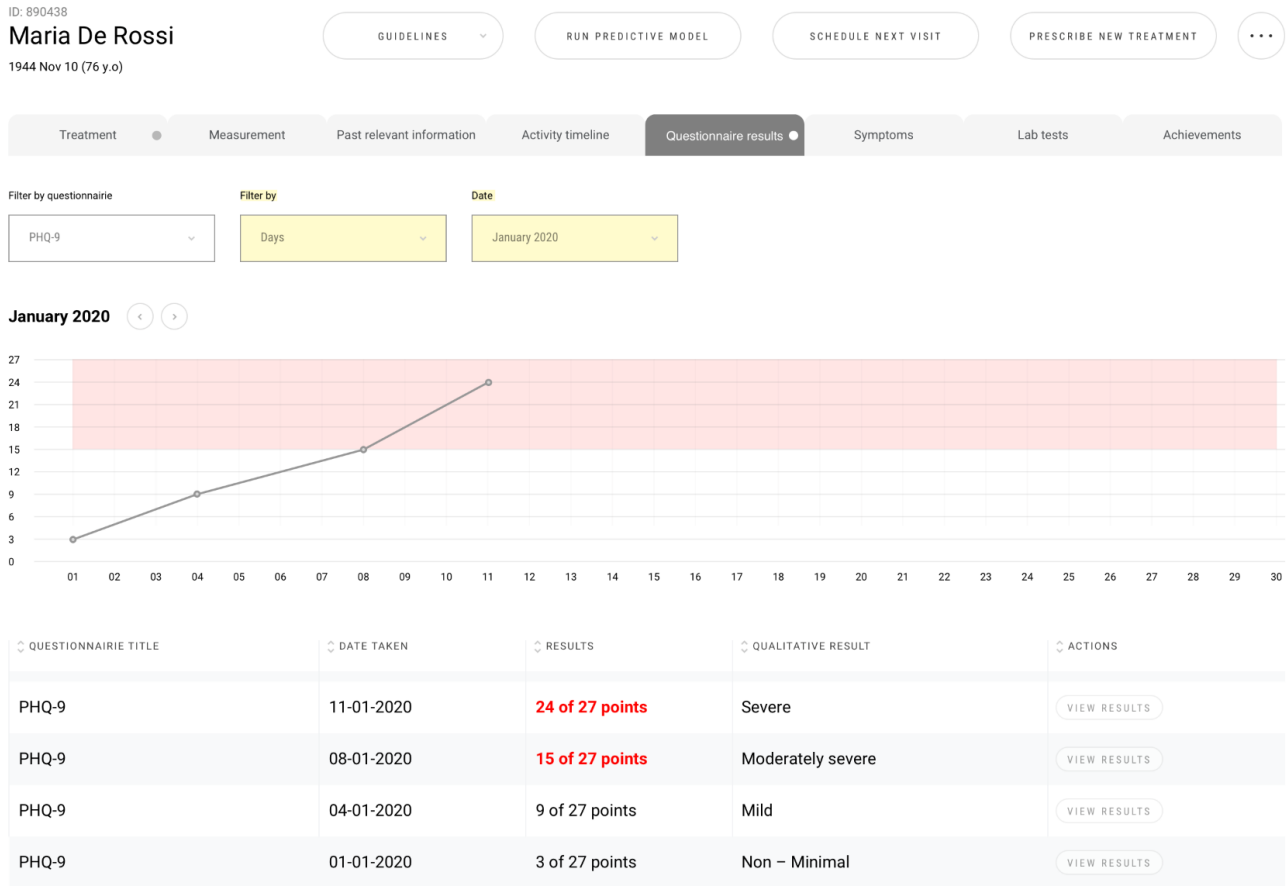 ID: 890438
Maria De Rossi
1944 Nov 10 (76 y.o)
GUIDELINES
RUN PREDICTIVE MODEL
SCHEDULE NEXT VISIT
PRESCRIBE NEW TREATMENT
Treatment
Measurement
Past relevant information
Activity timeline
Questionnaire results
Symptoms
Lab tests
Achievements
Filter by questionnairie
Filter by
Date
PHQ-9
Days
January 2020
January 2020
27
24
21
18
15
12
9
6
3
0
01 02 03 04 05 06 07 08 09 10 11 12 13 14 15 16 17 18 19 20 21 22 23 24 25 26 27 28 29 30
QUESTIONNAIRIE TITLE DATE TAKEN RESULTS QUALITATIVE RESULT ACTIONS
PHQ-9 11-01-2020 24 of 27 points Severe VIEW RESULTS
PHQ-9 08-01-2020 15 of 27 points Moderately severe VIEW RESULTS
PHQ-9 04-01-2020 9 of 27 points Mild VIEW RESULTS
PHQ-9 01-01-2020 3 of 27 points Non – Minimal VIEW RESULTS